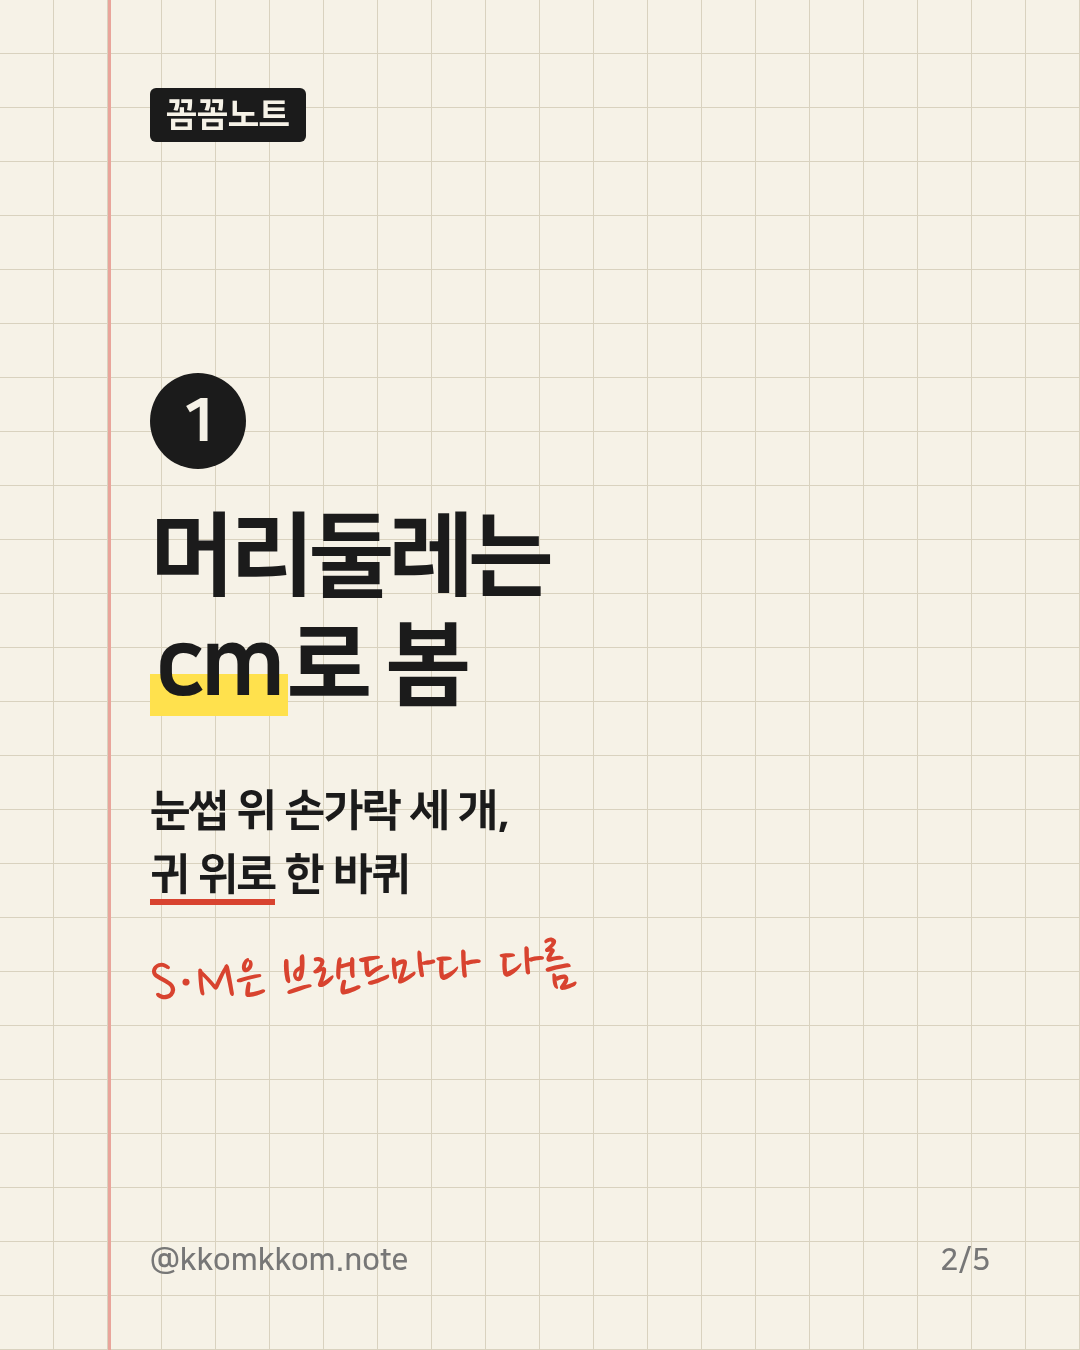 꼼꼼노트
1
머리둘레는
cm로 봄
눈썹 위 손가락 세 개,
귀 위로 한 바퀴
S·M은 브랜드마다 다름
@kkomkkom.note
2/5